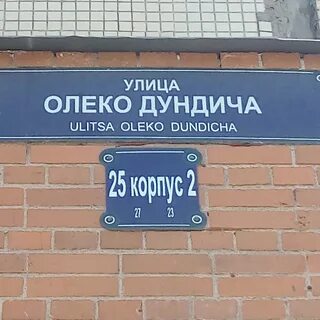 УЛИЦА
ОЛЕКО ДУНДИЧА
ULITSA OLEKO DUNDICHA
25 корпус 2
27 23